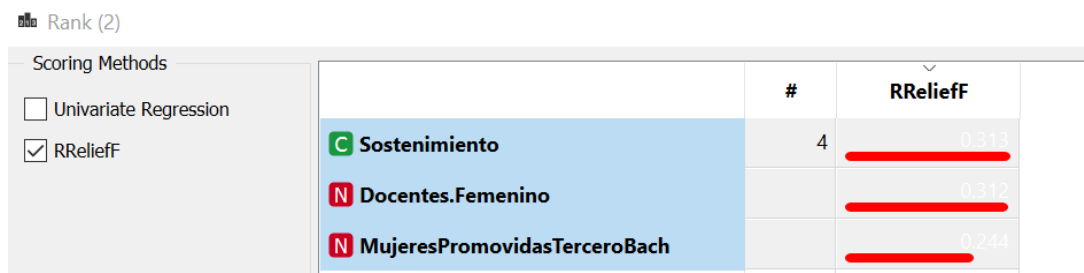 Rank (2)
Scoring Methods
Univariate Regression
RReliefF
# RReliefF
C Sostenimiento 4 0.313
N Docentes.Femenino 0.312
N MujeresPromovidasTerceroBach 0.244